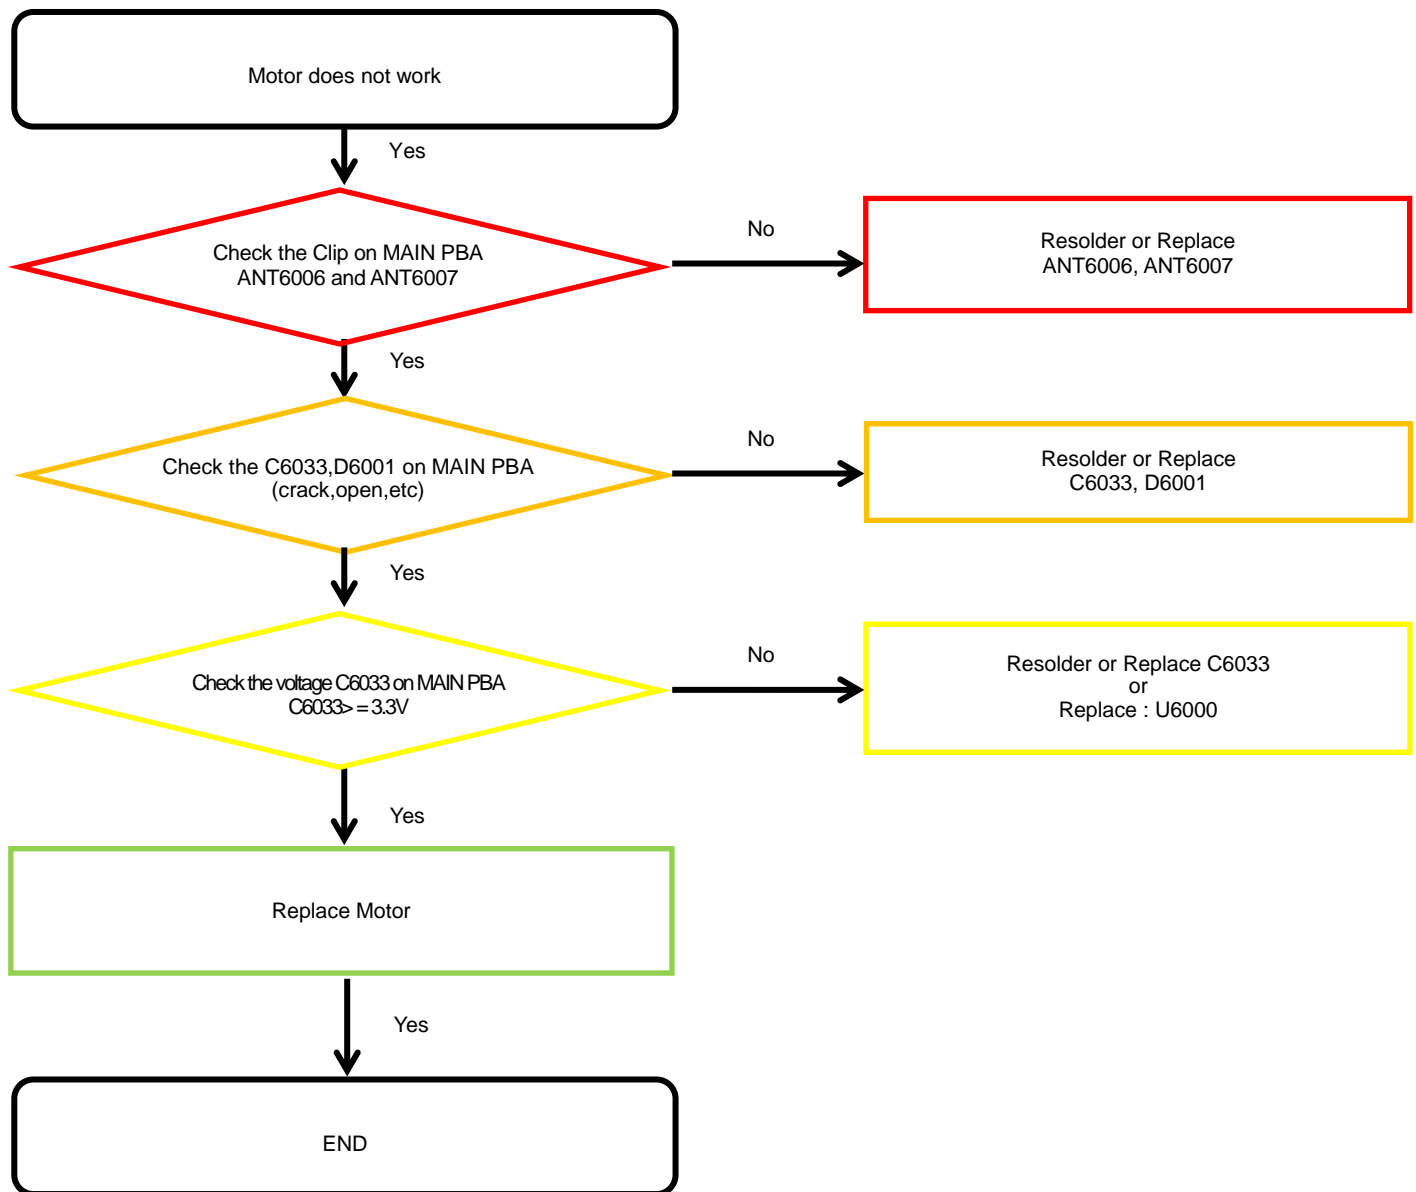 Motor does not work
Yes
Check the Clip on MAIN PBA
ANT6006 and ANT6007
No
Resolder or Replace
ANT6006, ANT6007
Yes
Check the C6033,D6001 on MAIN PBA
(crack,open,etc)
No
Resolder or Replace
C6033, D6001
Yes
Check the voltage C6033 on MAIN PBA
C6033> = 3.3V
No
Resolder or Replace C6033
or
Replace : U6000
Yes
Replace Motor
Yes
END